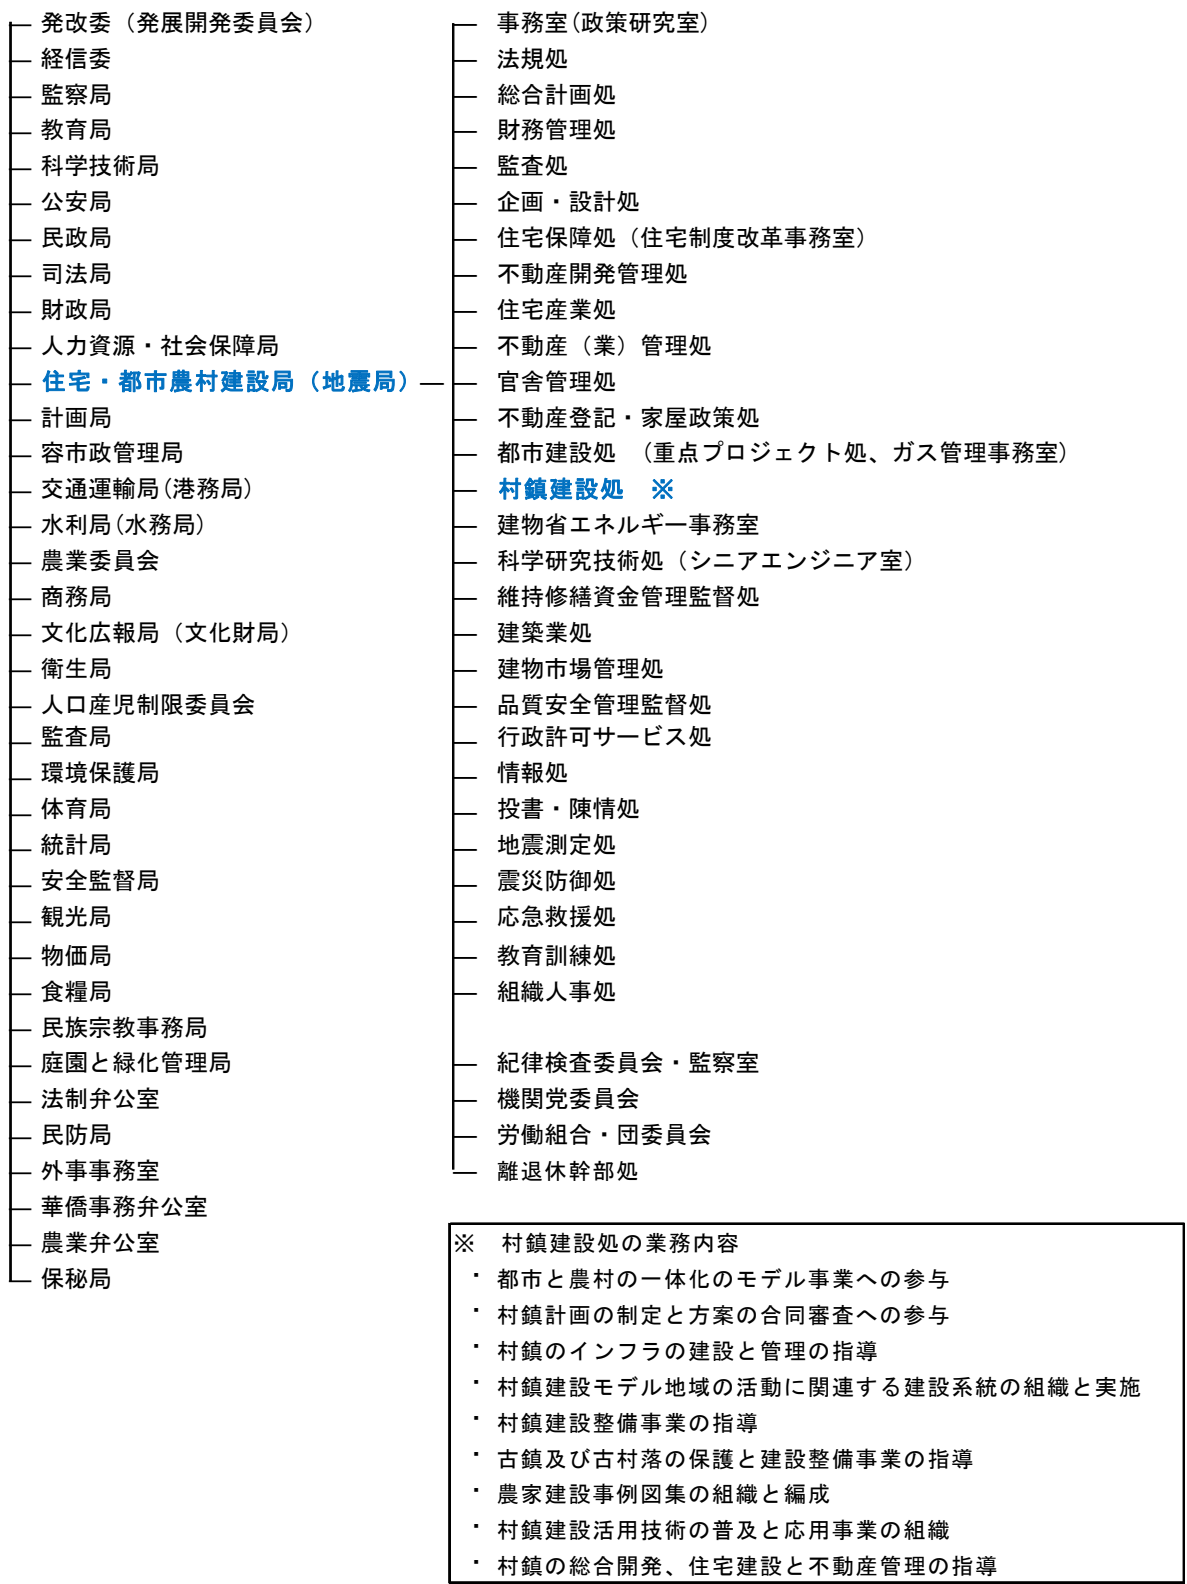 発改委（発展開発委員会）
経信委
監察局
教育局
科学技術局
公安局
民政局
司法局
財政局
人力資源・社会保障局
住宅・都市農村建設局（地震局）
計画局
容市政管理局
交通運輸局(港務局)
水利局(水務局)
農業委員会
商務局
文化広報局（文化財局）
衛生局
人口産児制限委員会
監査局
環境保護局
体育局
統計局
安全監督局
観光局
物価局
食糧局
民族宗教事務局
庭園と緑化管理局
法制弁公室
民防局
外事事務室
華僑事務弁公室
農業弁公室
保秘局
事務室(政策研究室)
法規処
総合計画処
財務管理処
監査処
企画・設計処
住宅保障処（住宅制度改革事務室）
不動産開発管理処
住宅産業処
不動産（業）管理処
官舎管理処
不動産登記・家屋政策処
都市建設処　（重点プロジェクト処、ガス管理事務室）
村鎮建設処　※
建物省エネルギー事務室
科学研究技術処（シニアエンジニア室）
維持修繕資金管理監督処
建築業処
建物市場管理処
品質安全管理監督処
行政許可サービス処
情報処
投書・陳情処
地震測定処
震災防御処
応急救援処
教育訓練処
組織人事処
紀律検査委員会・監察室
機関党委員会
労働組合・団委員会
離退休幹部処
※　村鎮建設処の業務内容
・都市と農村の一体化のモデル事業への参与
・村鎮計画の制定と方案の合同審査への参与
・村鎮のインフラの建設と管理の指導
・村鎮建設モデル地域の活動に関連する建設系統の組織と実施
・村鎮建設整備事業の指導
・古鎮及び古村落の保護と建設整備事業の指導
・農家建設事例図集の組織と編成
・村鎮建設活用技術の普及と応用事業の組織
・村鎮の総合開発、住宅建設と不動産管理の指導